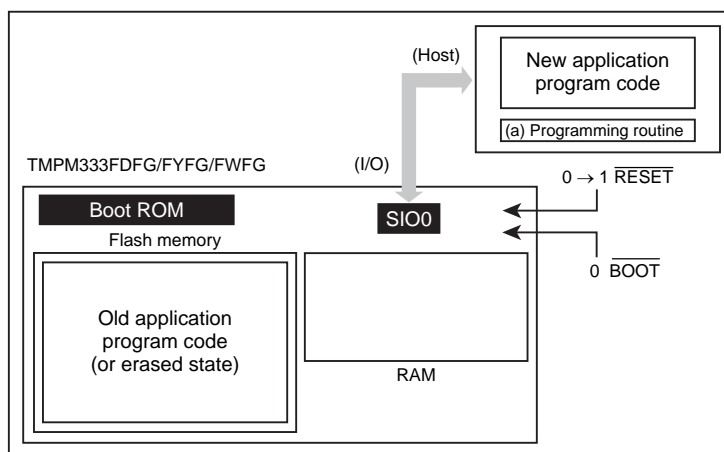 (Host)
New application
program code
(a) Programming routine
TMPM333FDFG/FYFG/FWFG
(I/O)
0 → 1 RESET
Boot ROM
SIO0
Flash memory
0 BOOT
Old application
program code
(or erased state)
RAM